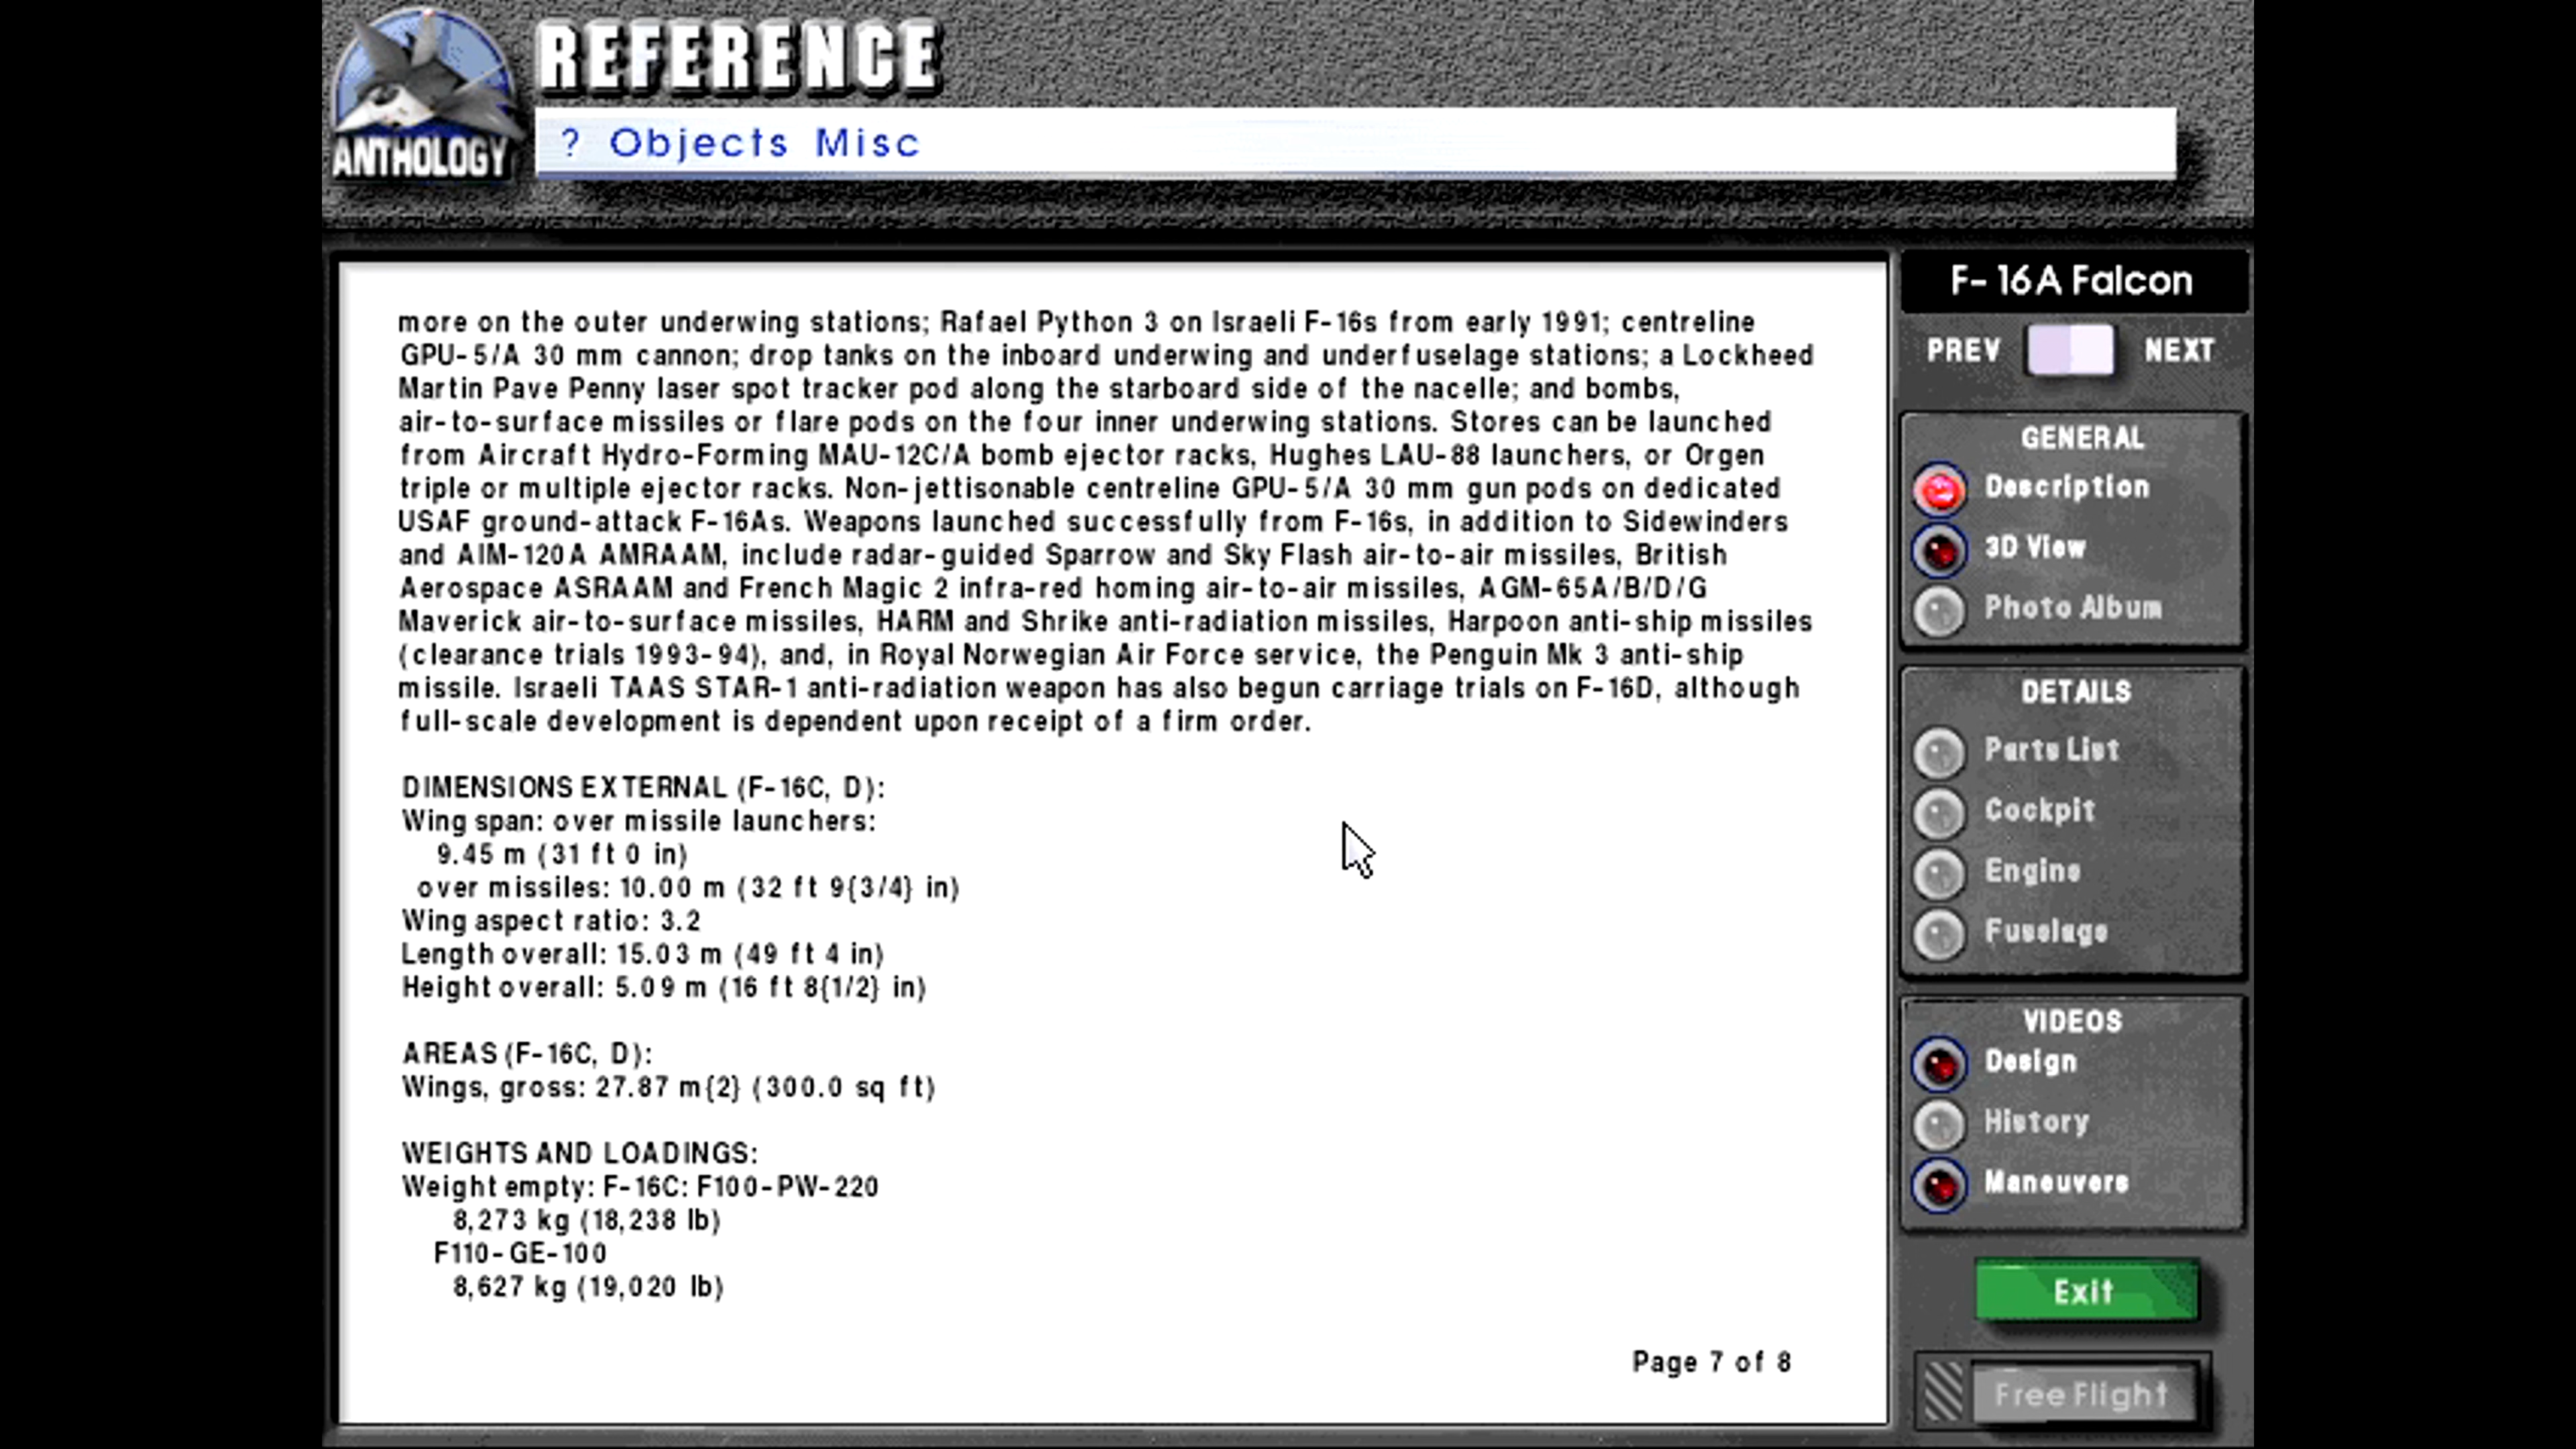 REFERENCE
ANTHOLOGY
? Objects Misc
more on the outer underwing stations; Rafael Python 3 on Israeli F-16s from early 1991; centreline
GPU-5/A 30 mm cannon; drop tanks on the inboard underwing and underfuselage stations; a Lockheed
Martin Pave Penny laser spot tracker pod along the starboard side of the nacelle; and bombs,
air-to-surface missiles or flare pods on the four inner underwing stations. Stores can be launched
from Aircraft Hydro-Forming MAU-12C/A bomb ejector racks, Hughes LAU-88 launchers, or Orgen
triple or multiple ejector racks. Non-jettisonable centreline GPU-5/A 30 mm gun pods on dedicated
USAF ground-attack F-16As. Weapons launched successfully from F-16s, in addition to Sidewinders
and AIM-120A AMRAAM, include radar-guided Sparrow and Sky Flash air-to-air missiles, British
Aerospace ASRAAM and French Magic 2 infra-red homing air-to-air missiles, AGM-65A/B/D/G
Maverick air-to-surface missiles, HARM and Shrike anti-radiation missiles, Harpoon anti-ship missiles
(clearance trials 1993-94), and, in Royal Norwegian Air Force service, the Penguin Mk 3 anti-ship
missile. Israeli TAAS STAR-1 anti-radiation weapon has also begun carriage trials on F-16D, although
full-scale development is dependent upon receipt of a firm order.
DIMENSIONS EXTERNAL (F-16C, D):
Wing span: over missile launchers:
9.45 m (31 ft 0 in)
over missiles: 10.00 m (32 ft 9{3/4} in)
Wing aspect ratio: 3.2
Length overall: 15.03 m (49 ft 4 in)
Height overall: 5.09 m (16 ft 8{1/2} in)
AREAS (F-16C, D):
Wings, gross: 27.87 m{2} (300.0 sq ft)
WEIGHTS AND LOADINGS:
Weight empty: F-16C: F100-PW-220
8,273 kg (18,238 lb)
F110-GE-100
8,627 kg (19,020 lb)
Page 7 of 8
F-16A Falcon
PREV NEXT
GENERAL
Description
3D View
Photo Album
DETAILS
Parts List
Cockpit
Engine
Fuselage
VIDEOS
Design
History
Maneuvers
Exit
Free Flight